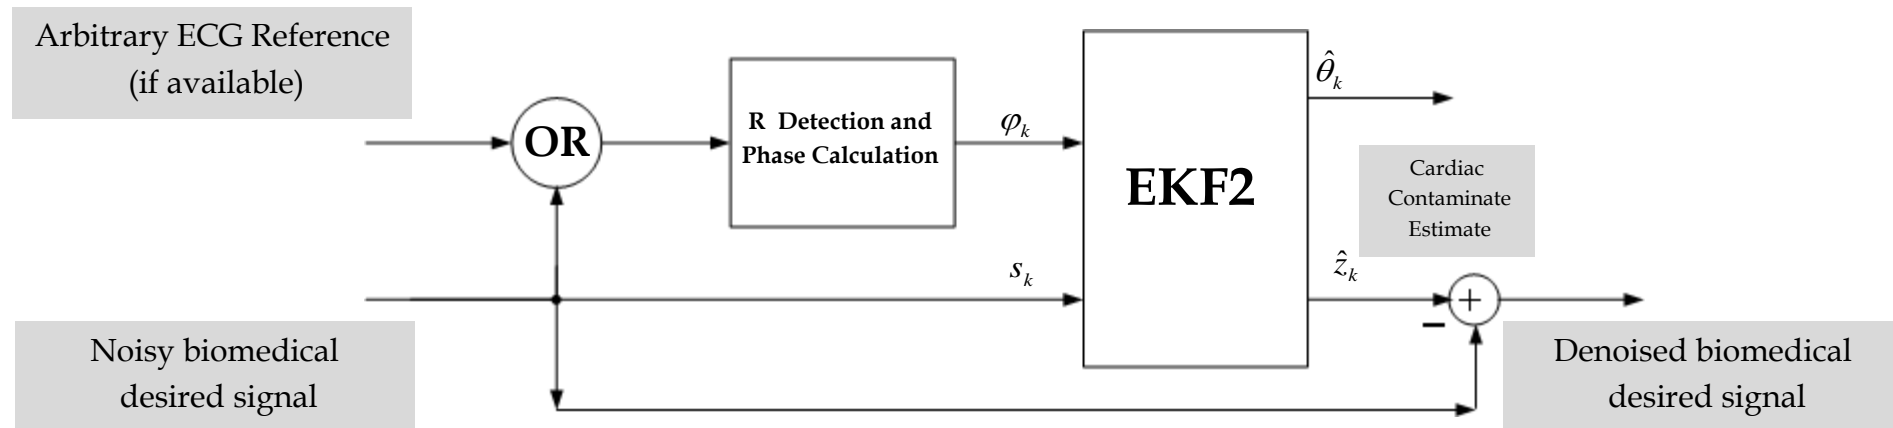 Arbitrary ECG Reference
(if available)
OR
R Detection and
Phase Calculation
φk
EKF2
θ̂k
Cardiac
Contaminate
Estimate
sk
ẑk
+
−
Noisy biomedical
desired signal
Denoised biomedical
desired signal